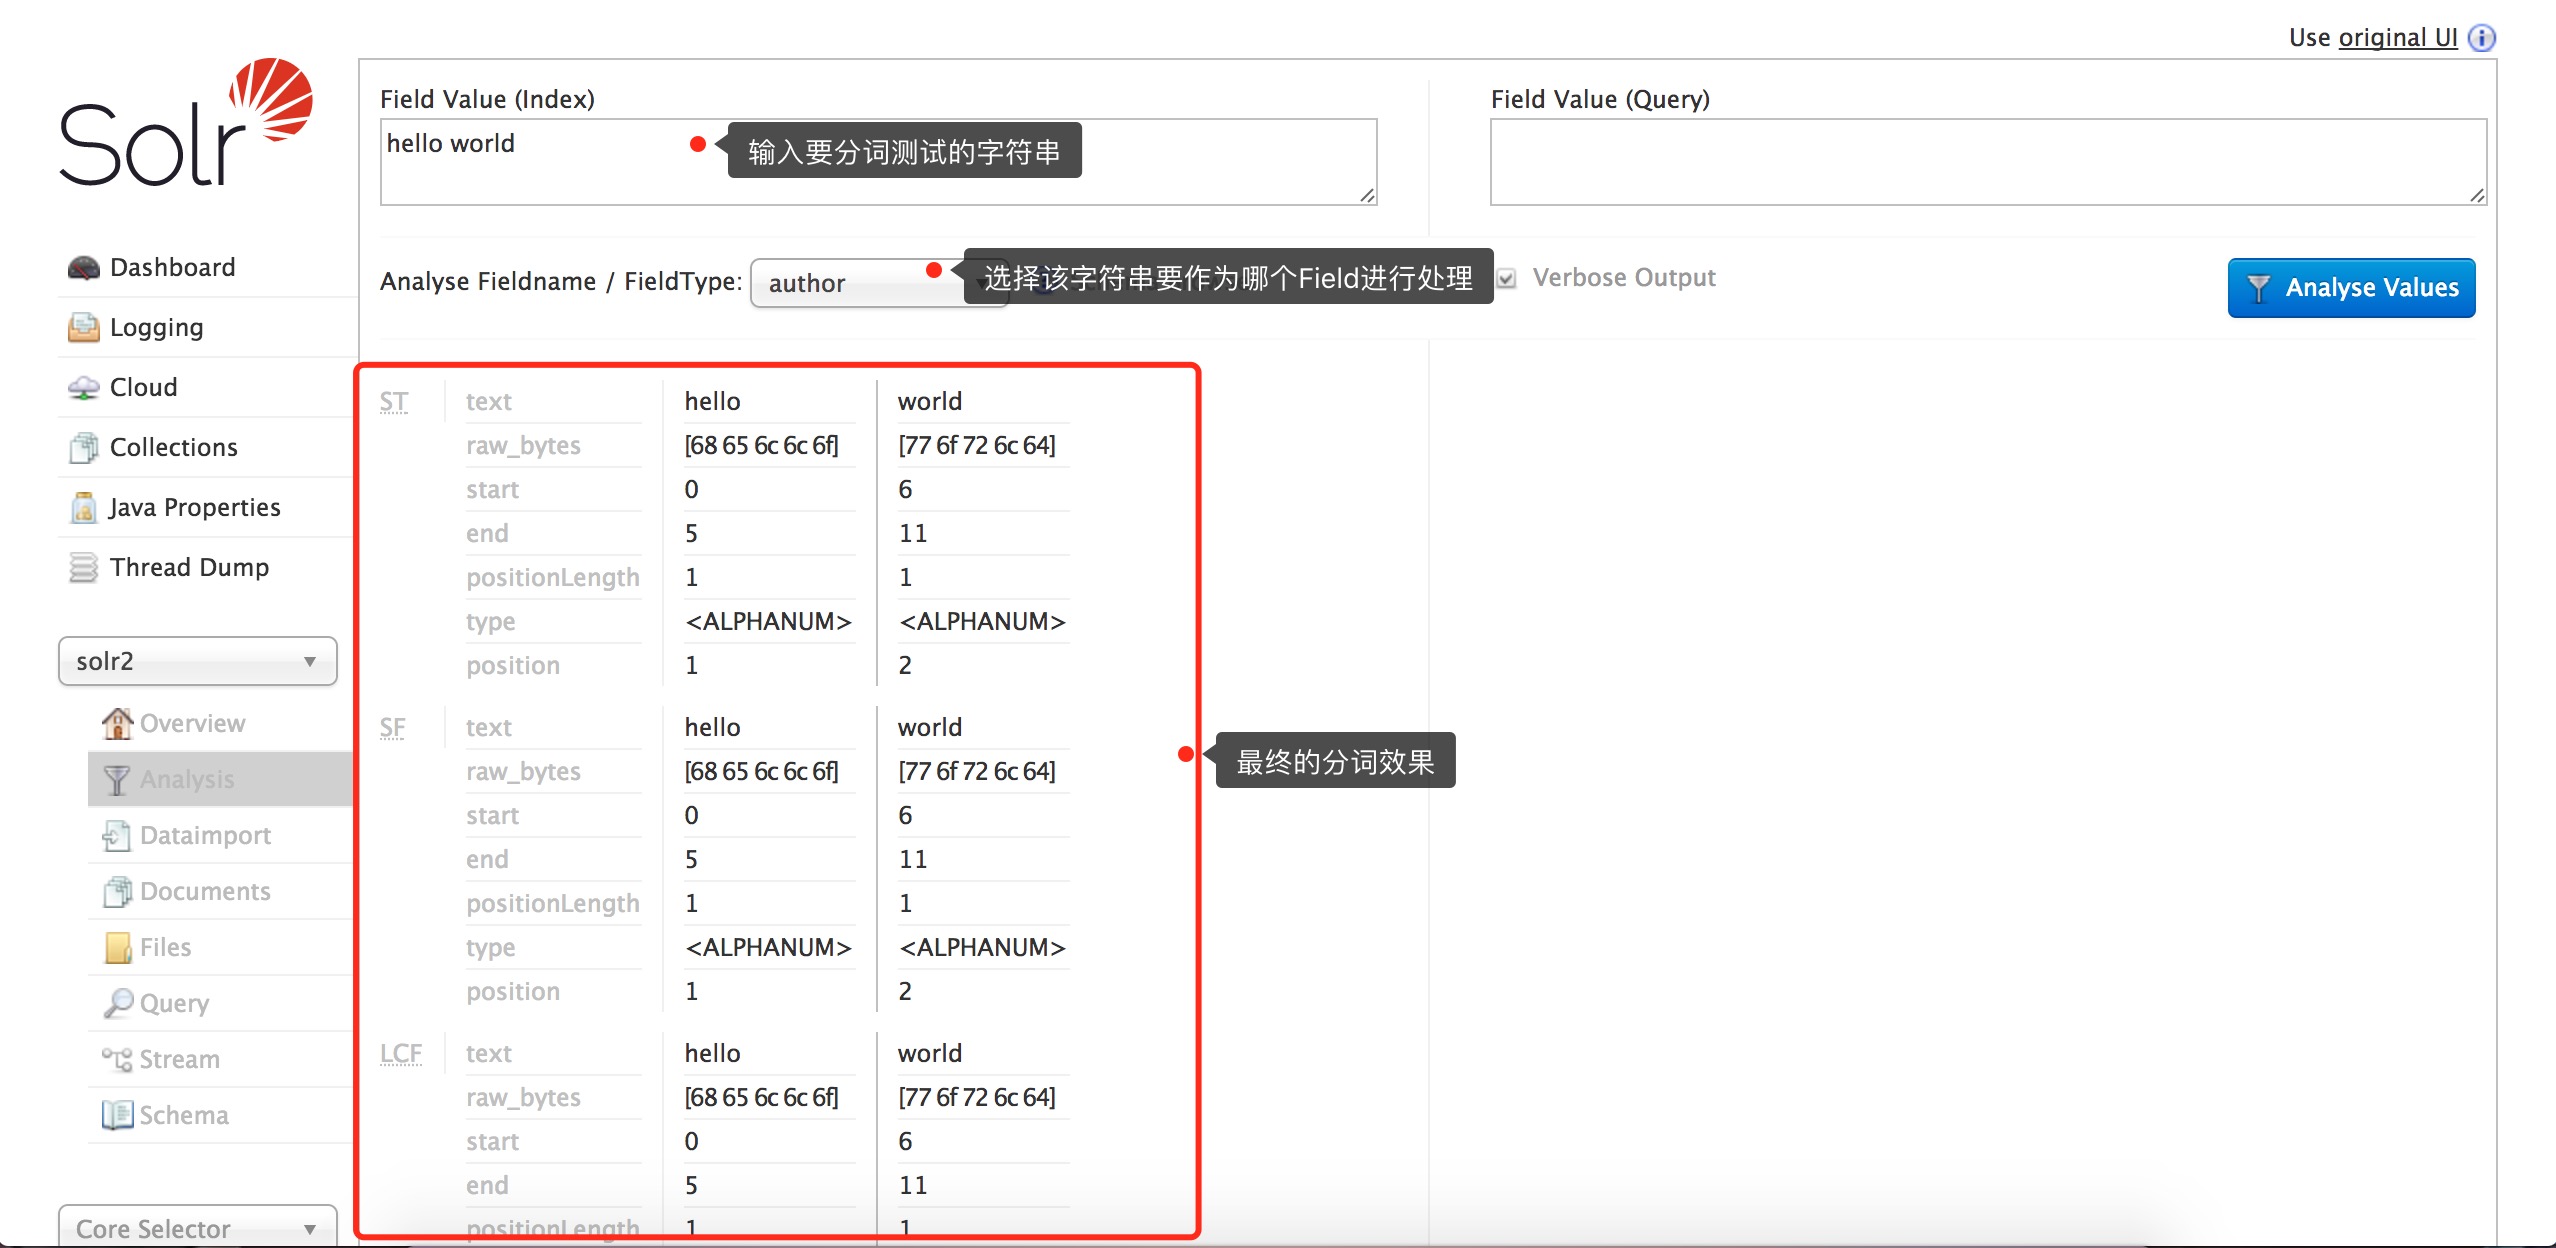 Use original UI
Solr
Field Value (Index)
Field Value (Query)
hello world
输入要分词测试的字符串
Analyse Fieldname / FieldType:
author
选择该字符串要作为哪个Field进行处理
Verbose Output
Analyse Values
Dashboard
Logging
Cloud
Collections
Java Properties
Thread Dump
solr2
Overview
Analysis
Dataimport
Documents
Files
Query
Stream
Schema
Core Selector
ST text hello world
raw_bytes [68 65 6c 6c 6f] [77 6f 72 6c 64]
start 0 6
end 5 11
positionLength 1 1
type <ALPHANUM> <ALPHANUM>
position 1 2
SF text hello world
raw_bytes [68 65 6c 6c 6f] [77 6f 72 6c 64]
start 0 6
end 5 11
positionLength 1 1
type <ALPHANUM> <ALPHANUM>
position 1 2
最终的分词效果
LCF text hello world
raw_bytes [68 65 6c 6c 6f] [77 6f 72 6c 64]
start 0 6
end 5 11
positionLength 1 1